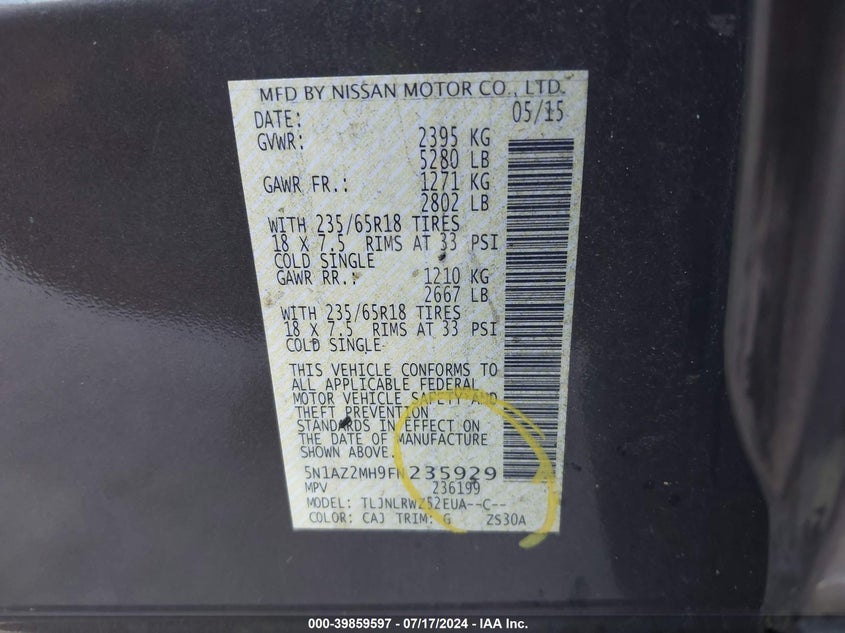 MFD BY NISSAN MOTOR CO., LTD.
DATE: 05/15
GVWR: 2395 KG
5280 LB
GAWR FR.: 1271 KG
2802 LB
WITH 235/65R18 TIRES
18 X 7.5 RIMS AT 33 PSI
COLD SINGLE
GAWR RR.: 1210 KG
2667 LB
WITH 235/65R18 TIRES
18 X 7.5 RIMS AT 33 PSI
COLD SINGLE
THIS VEHICLE CONFORMS TO
ALL APPLICABLE FEDERAL
MOTOR VEHICLE SAFETY AND
THEFT PREVENTION
STANDARDS IN EFFECT ON
THE DATE OF MANUFACTURE
SHOWN ABOVE.
5N1AZ2MH9FN235929
MPV 236199
MODEL: TLJNLRWZ52EUA--C--
COLOR: CAJ TRIM: G ZS30A
000-39859597 - 07/17/2024 - IAA Inc.